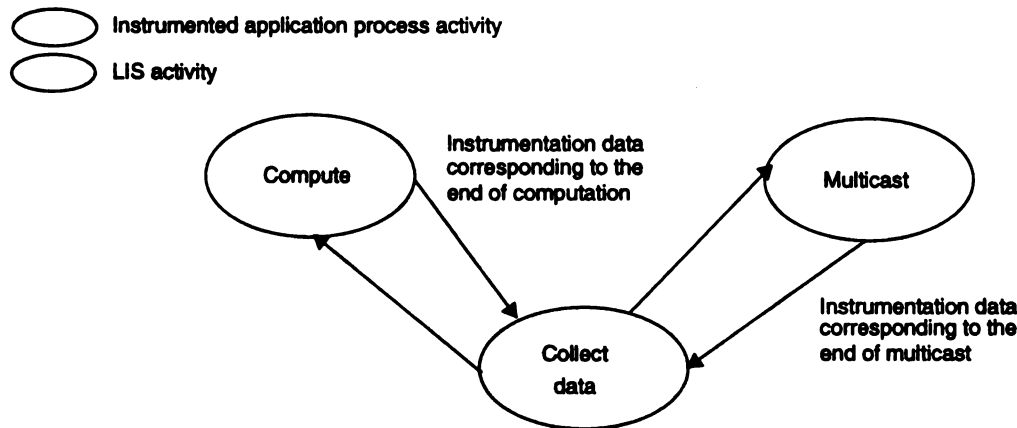 Instrumented application process activity
LIS activity
Instrumentation data
corresponding to the
end of computation
Compute
Multicast
Instrumentation data
corresponding to the
end of multicast
Collect
data